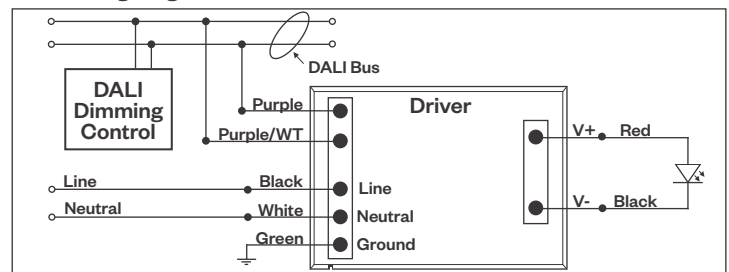 DALI Bus
DALI
Dimming
Control
Purple
Driver
Purple/WT
V+ Red
Line Black Line
Neutral White Neutral
V- Black
Green Ground